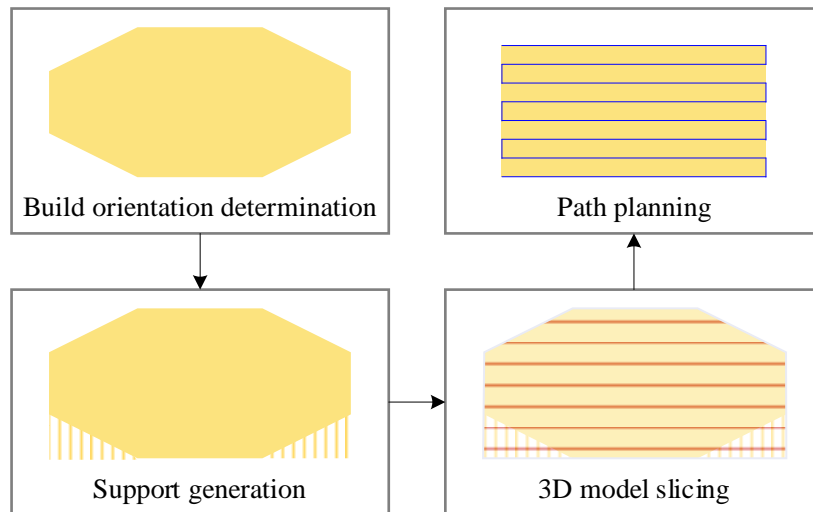 Build orientation determination
Path planning
Support generation
3D model slicing